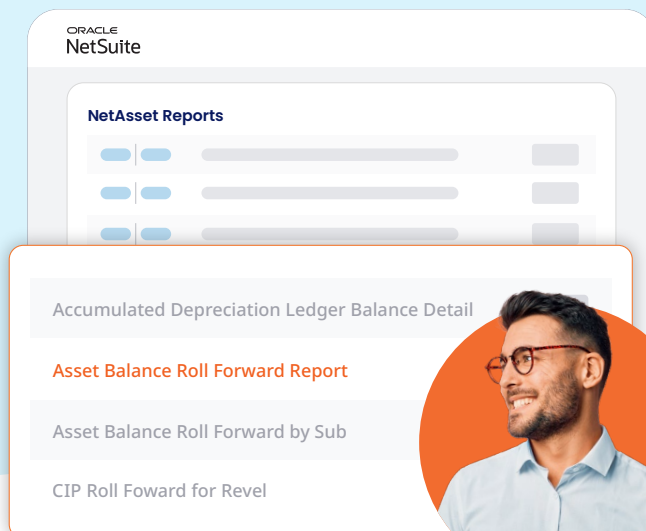 ORACLE
NetSuite
NetAsset Reports
Accumulated Depreciation Ledger Balance Detail
Asset Balance Roll Forward Report
Asset Balance Roll Forward by Sub
CIP Roll Foward for Revel